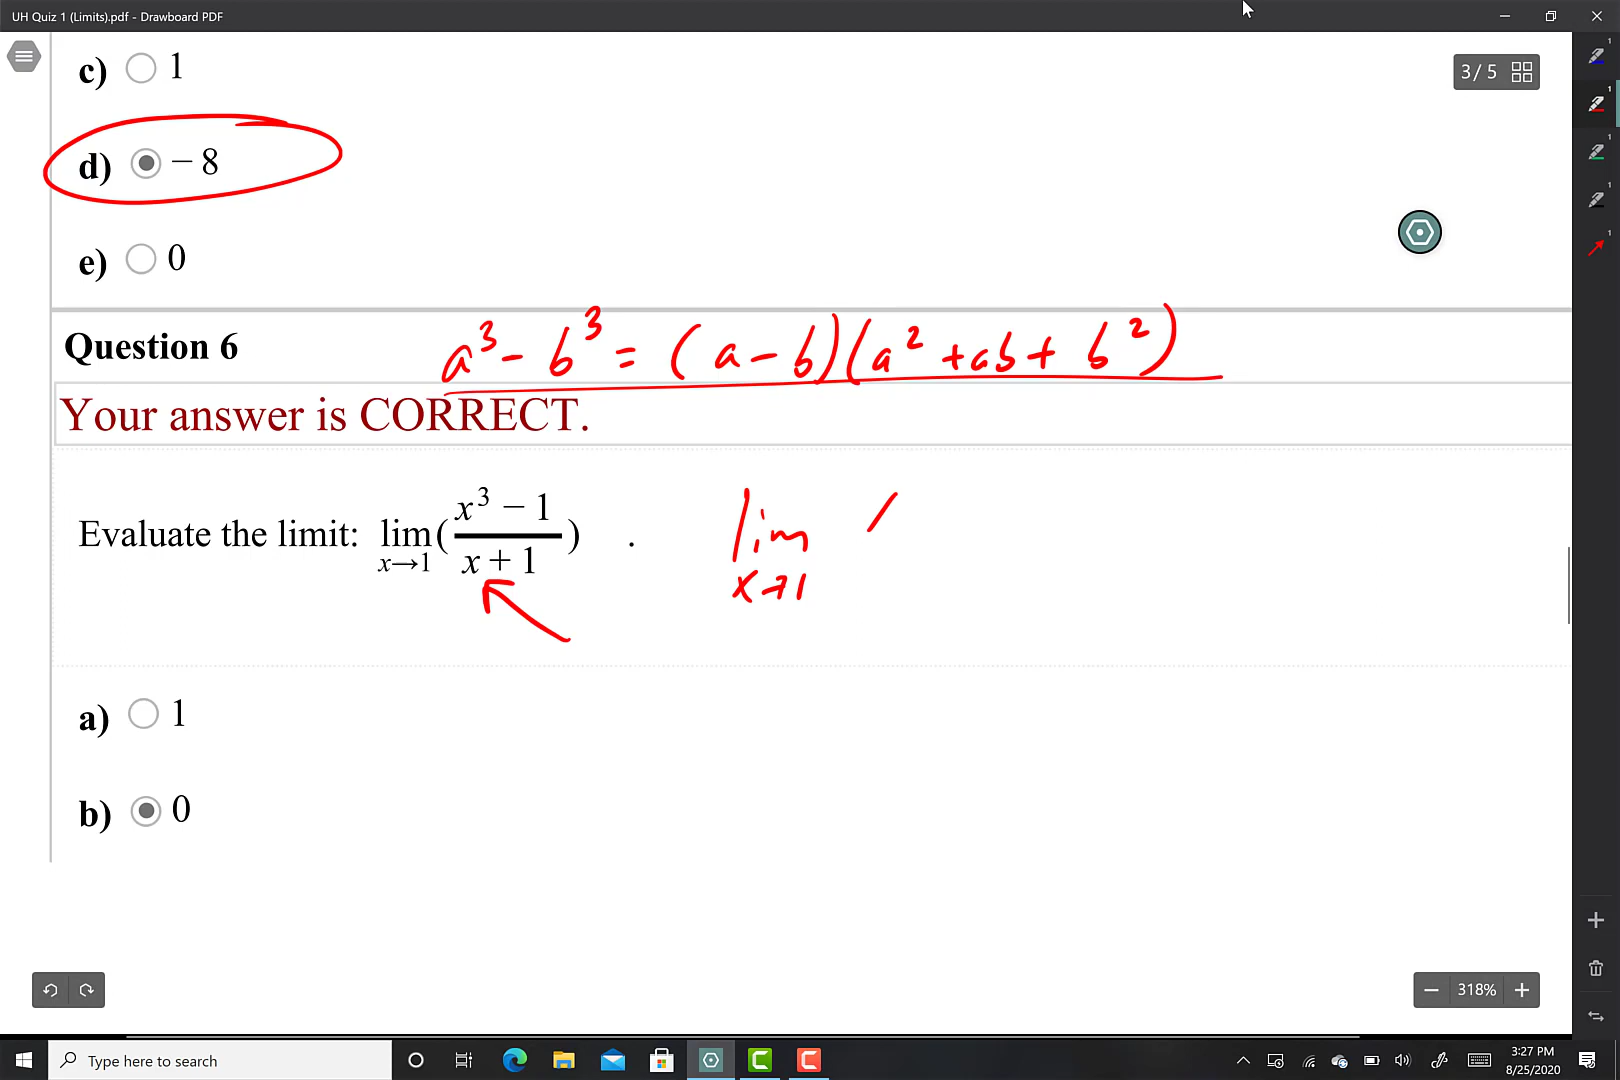 UH Quiz 1 (Limits).pdf - Drawboard PDF
c) 1
3 / 5
d) − 8
e) 0
Question 6
a³ - b³ = (a - b)(a² + ab + b²)
Your answer is CORRECT.
Evaluate the limit: lim x→1 ( x³ − 1 / x + 1 ) .
lim x→1
a) 1
b) 0
318%
Type here to search
3:27 PM
8/25/2020